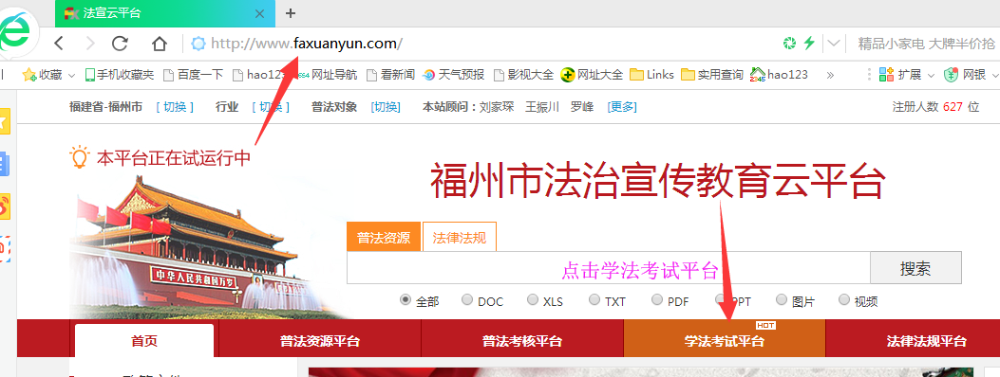 法宣云平台
http://www.faxuanyun.com/
精品小家电 大牌半价抢
收藏 手机收藏夹 百度一下 hao123 网址导航 看新闻 天气预报 影视大全 网址大全 Links 实用查询 hao123 » 扩展 网银
福建省-福州市 [ 切换 ] 行业 [ 切换 ] 普法对象 [切换] 本站顾问：刘家琛 王振川 罗峰 [更多] 注册人数 627 位
本平台正在试运行中
福州市法治宣传教育云平台
普法资源 法律法规
点击学法考试平台 搜索
全部 DOC XLS TXT PDF PPT 图片 视频
中华人民共和国万岁
HOT
首页 普法资源平台 普法考核平台 学法考试平台 法律法规平台